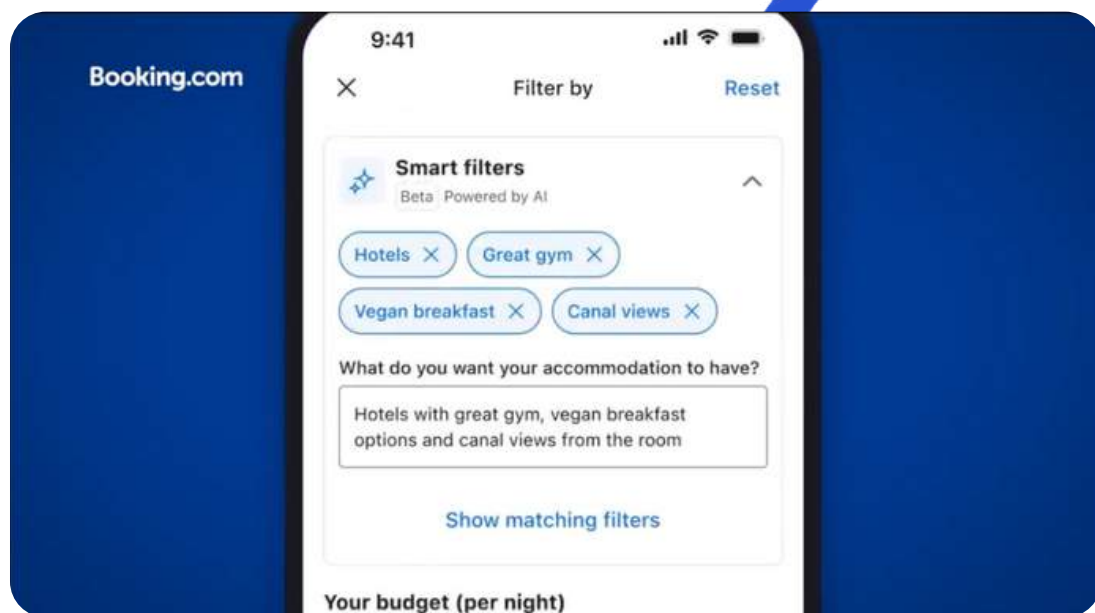 Booking.com
9:41
Filter by
Reset
Smart filters
Beta Powered by AI
Hotels
Great gym
Vegan breakfast
Canal views
What do you want your accommodation to have?
Hotels with great gym, vegan breakfast
options and canal views from the room
Show matching filters
Your budget (per night)